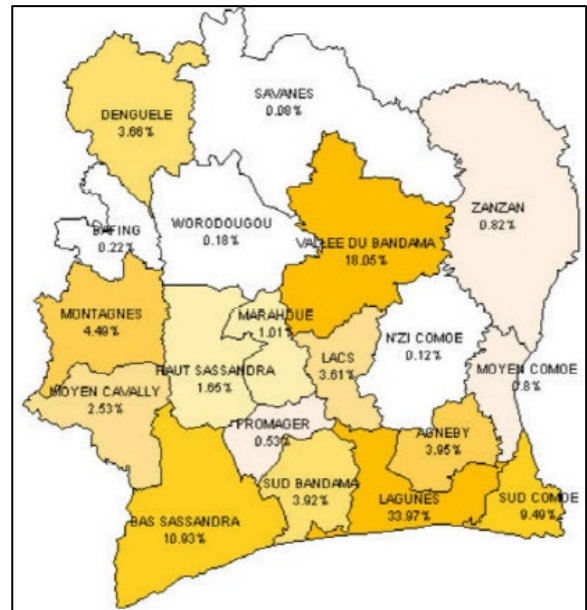 SAVANES
0.08%
DENGUELE
3.66%
ZANZAN
0.82%
BAFING
0.22%
WORODOUGOU
0.18%
VALLEE DU BANDAMA
18.05%
MONTAGNES
4.49%
MARAHOUE
1.01%
N'ZI COMOE
0.12%
HAUT SASSANDRA
1.65%
LACS
3.61%
MOYEN COMOE
0.8%
MOYEN CAVALLY
2.53%
FROMAGER
0.53%
AGNEBY
3.95%
SUD BANDAMA
3.92%
LAGUNES
33.97%
SUD COMOE
9.49%
BAS SASSANDRA
10.93%